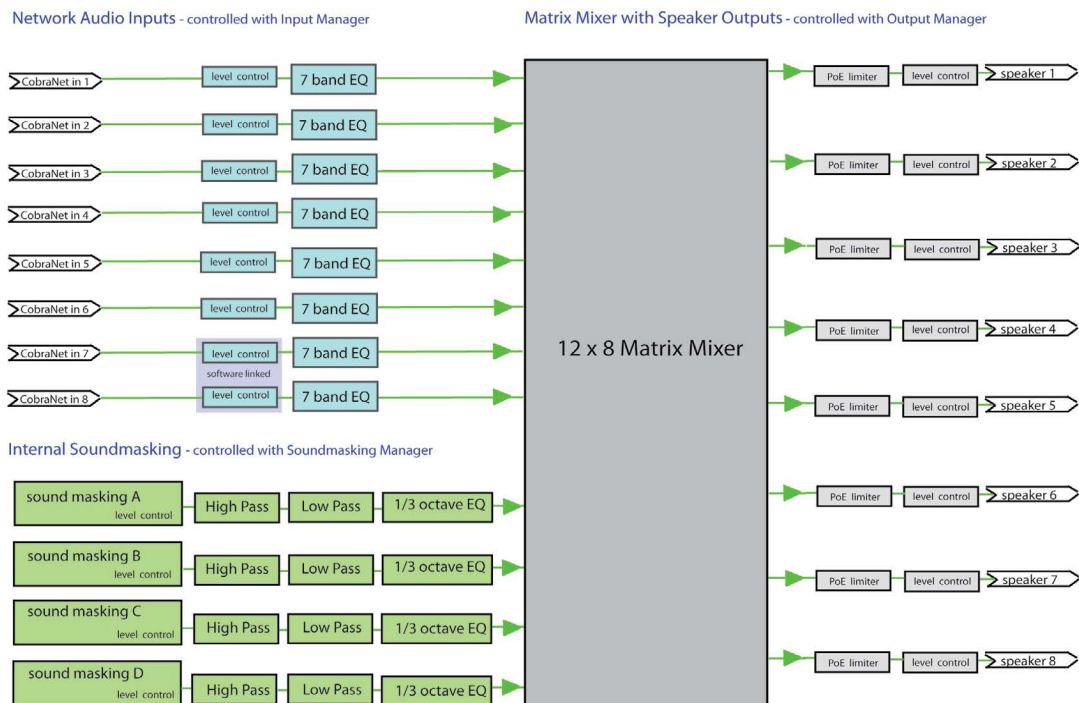 Network Audio Inputs - controlled with Input Manager
Matrix Mixer with Speaker Outputs - controlled with Output Manager
CobraNet in 1 level control 7 band EQ
CobraNet in 2 level control 7 band EQ
CobraNet in 3 level control 7 band EQ
CobraNet in 4 level control 7 band EQ
CobraNet in 5 level control 7 band EQ
CobraNet in 6 level control 7 band EQ
CobraNet in 7 level control 7 band EQ
software linked
CobraNet in 8 level control 7 band EQ
Internal Soundmasking - controlled with Soundmasking Manager
sound masking A
level control
High Pass Low Pass 1/3 octave EQ
sound masking B
level control
High Pass Low Pass 1/3 octave EQ
sound masking C
level control
High Pass Low Pass 1/3 octave EQ
sound masking D
level control
High Pass Low Pass 1/3 octave EQ
12 x 8 Matrix Mixer
PoE limiter level control speaker 1
PoE limiter level control speaker 2
PoE limiter level control speaker 3
PoE limiter level control speaker 4
PoE limiter level control speaker 5
PoE limiter level control speaker 6
PoE limiter level control speaker 7
PoE limiter level control speaker 8